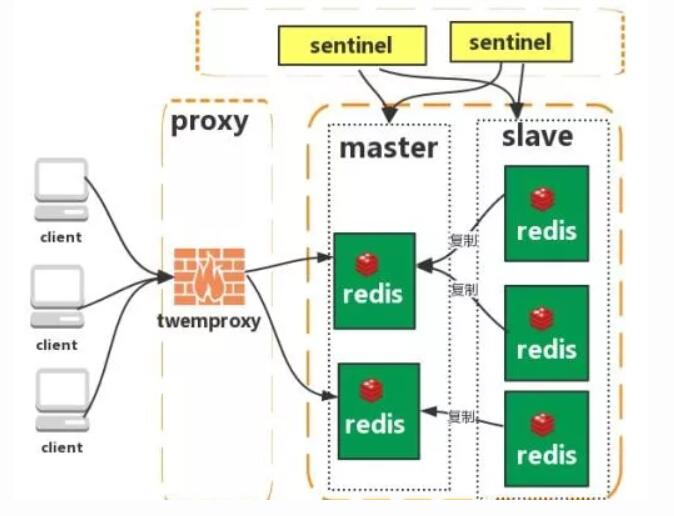 sentinel
sentinel
proxy
master
slave
client
client
client
twemproxy
redis
redis
复制
复制
复制
redis
redis
redis